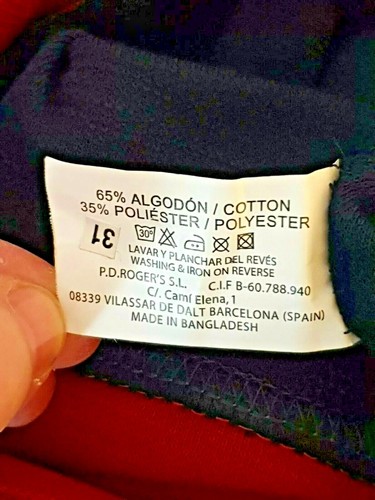 65% ALGODÓN / COTTON
35% POLIÉSTER / POLYESTER
31 30°
LAVAR Y PLANCHAR DEL REVÉS
WASHING & IRON ON REVERSE
P.D.ROGER'S S.L. C.I.F B-60.788.940
C/. Camí Elena,1
08339 VILASSAR DE DALT BARCELONA (SPAIN)
MADE IN BANGLADESH